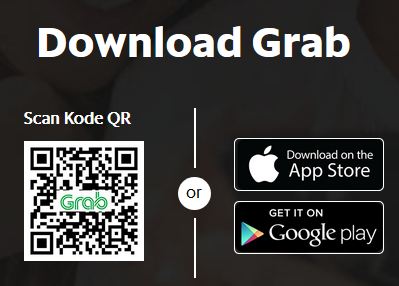 Download Grab
Scan Kode QR
Grab
or
Download on the
App Store
GET IT ON
Google play